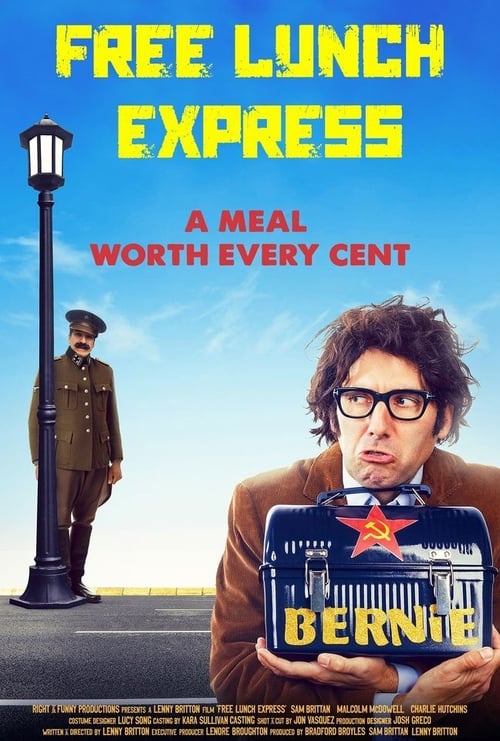 FREE LUNCH
EXPRESS
A MEAL
WORTH EVERY CENT
BERNiE
RIGHT & FUNNY PRODUCTIONS PRESENTS A LENNY BRITTON FILM 'FREE LUNCH EXPRESS' SAM BRITTAN MALCOLM McDOWELL CHARLIE HUTCHINS
COSTUME DESIGNER LUCY SONG CASTING BY KARA SULLIVAN CASTING SHOT & CUT BY JON VASQUEZ PRODUCTION DESIGNER JOSH GRECO
WRITTEN & DIRECTED BY LENNY BRITTON EXECUTIVE PRODUCER LENORE BROUGHTON PRODUCED BY BRADFORD BROYLES SAM BRITTAN LENNY BRITTON